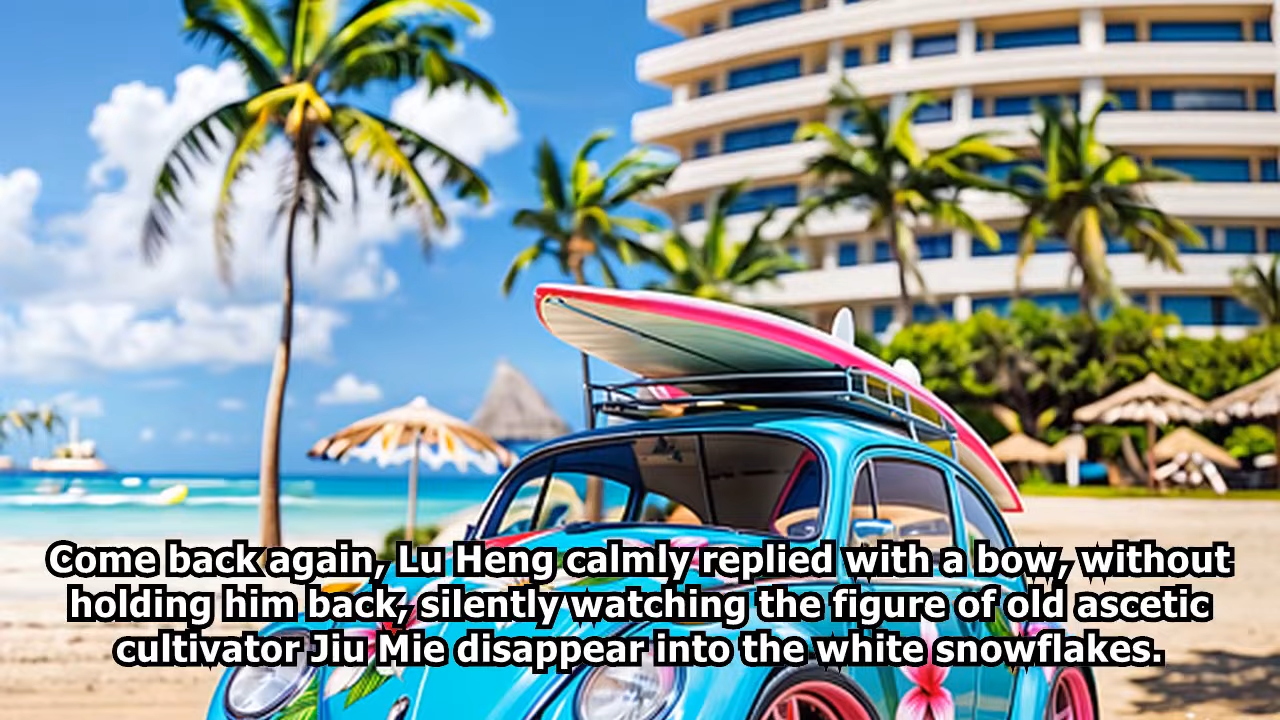 Come back again, Lu Heng calmly replied with a bow, without
holding him back, silently watching the figure of old ascetic
cultivator Jiu Mie disappear into the white snowflakes.